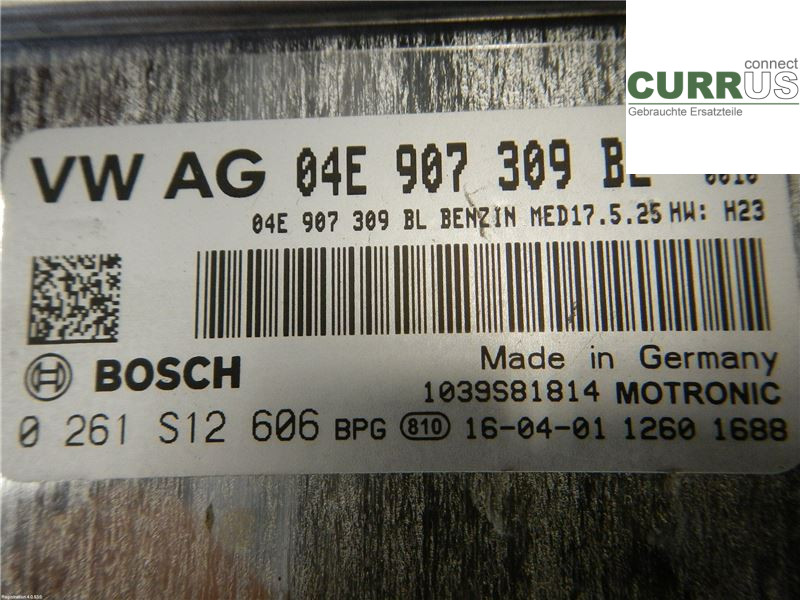 connect
CURRUS
Gebrauchte Ersatzteile
VW AG 04E 907 309 BL
04E 907 309 BL BENZIN MED17.5.25 HW: H23
BOSCH
Made in Germany
1039S81814 MOTRONIC
0 261 S12 606 BPG 810 16-04-01 1260 1688